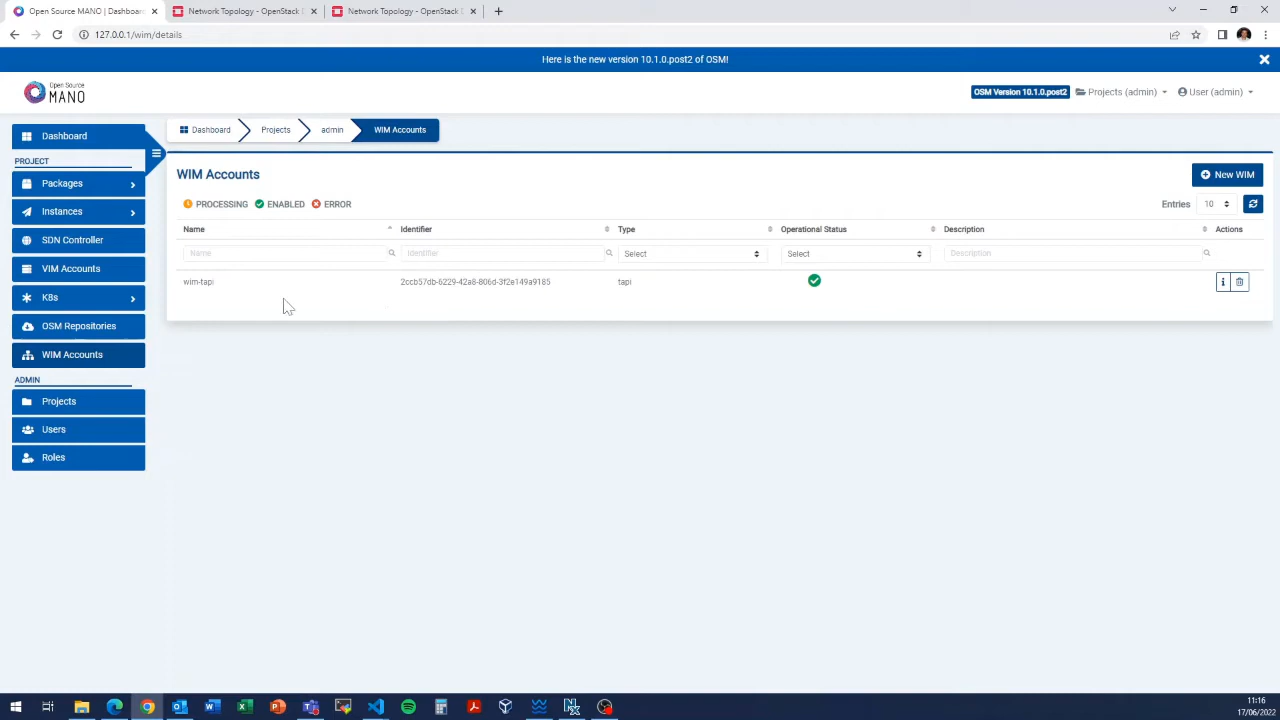 Open Source MANO | Dashboar
Network Topology - OpenStack D
Network Topology - OpenStack D
127.0.0.1/wim/details
Here is the new version 10.1.0.post2 of OSM!
Open Source
MANO
OSM Version 10.1.0.post2
Projects (admin)
User (admin)
Dashboard
PROJECT
Packages
Instances
SDN Controller
VIM Accounts
K8s
OSM Repositories
WIM Accounts
ADMIN
Projects
Users
Roles
Dashboard
Projects
admin
WIM Accounts
WIM Accounts
New WIM
PROCESSING ENABLED ERROR
Entries 10
Name Identifier Type Operational Status Description Actions
Name Identifier Select Select Description
wim-tapi 2ccb57db-6229-42a8-806d-3f2e149a9185 tapi
11:16
17/06/2022